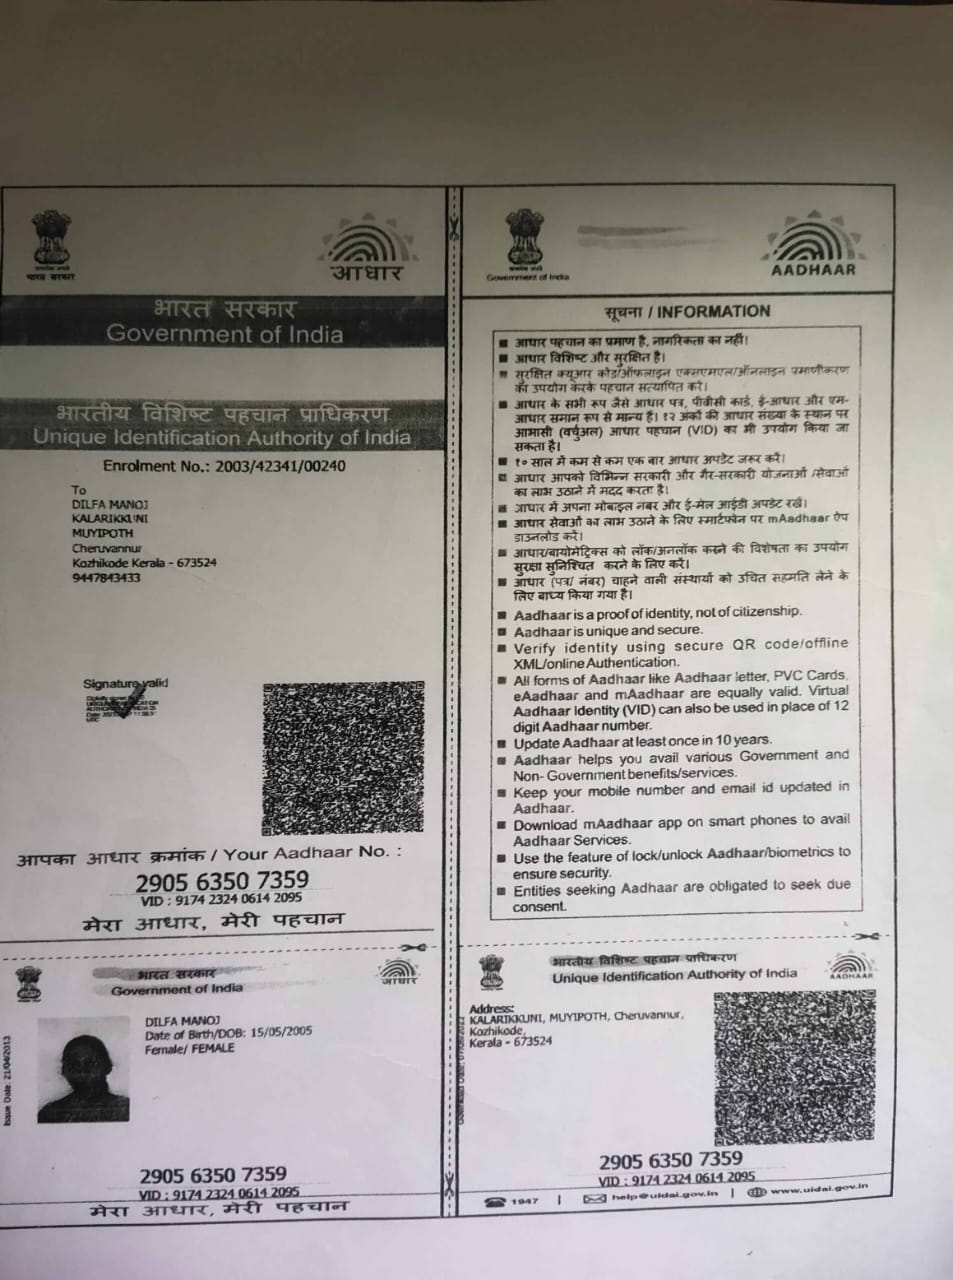 भारत सरकार
आधार
भारत सरकार
Government of India
भारतीय विशिष्ट पहचान प्राधिकरण
Unique Identification Authority of India
Enrolment No.: 2003/42341/00240
To
DILFA MANOJ
KALARIKKUNI
MUYIPOTH
Cheruvannur
Kozhikode Kerala - 673524
9447843433
Signature valid
आपका आधार क्रमांक / Your Aadhaar No. :
2905 6350 7359
VID : 9174 2324 0614 2095
मेरा आधार, मेरी पहचान
Government of India
AADHAAR
सूचना / INFORMATION
आधार पहचान का प्रमाण है, नागरिकता का नहीं।
आधार विशिष्ट और सुरक्षित है।
सुरक्षित क्यूआर कोड/ऑफलाइन एक्सएमएल/ऑनलाइन प्रमाणीकरण
का उपयोग करके पहचान सत्यापित करें।
आधार के सभी रूप जैसे आधार पत्र, पीवीसी कार्ड, ई-आधार और एम-
आधार समान रूप से मान्य हैं। १२ अंकों की आधार संख्या के स्थान पर
आभासी (वर्चुअल) आधार पहचान (VID) का भी उपयोग किया जा
सकता है।
१० साल में कम से कम एक बार आधार अपडेट जरूर करें।
आधार आपको विभिन्न सरकारी और गैर-सरकारी योजनाओं /सेवाओं
का लाभ उठाने में मदद करता है।
आधार में अपना मोबाइल नंबर और ई-मेल आईडी अपडेट रखें।
आधार सेवाओं का लाभ उठाने के लिए स्मार्टफोन पर mAadhaar ऐप
डाउनलोड करें।
आधार/बायोमेट्रिक्स को लॉक/अनलॉक करने की विशेषता का उपयोग
सुरक्षा सुनिश्चित करने के लिए करें।
आधार (पत्र/ नंबर) चाहने वाली संस्थायों को उचित सहमति लेने के
लिए बाध्य किया गया है।
Aadhaar is a proof of identity, not of citizenship.
Aadhaar is unique and secure.
Verify identity using secure QR code/offline
XML/online Authentication.
All forms of Aadhaar like Aadhaar letter, PVC Cards,
eAadhaar and mAadhaar are equally valid. Virtual
Aadhaar Identity (VID) can also be used in place of 12
digit Aadhaar number.
Update Aadhaar at least once in 10 years.
Aadhaar helps you avail various Government and
Non- Government benefits/services.
Keep your mobile number and email id updated in
Aadhaar.
Download mAadhaar app on smart phones to avail
Aadhaar Services.
Use the feature of lock/unlock Aadhaar/biometrics to
ensure security.
Entities seeking Aadhaar are obligated to seek due
consent.
भारत सरकार
Government of India
आधार
Issue Date: 21/04/2013
DILFA MANOJ
Date of Birth/DOB: 15/05/2005
Female/ FEMALE
2905 6350 7359
VID : 9174 2324 0614 2095
मेरा आधार, मेरी पहचान
भारतीय विशिष्ट पहचान प्राधिकरण
Unique Identification Authority of India
AADHAAR
Address:
KALARIKKUNI, MUYIPOTH, Cheruvannur,
Kozhikode,
Kerala - 673524
2905 6350 7359
VID : 9174 2324 0614 2095
1947 | help@uidai.gov.in | www.uidai.gov.in